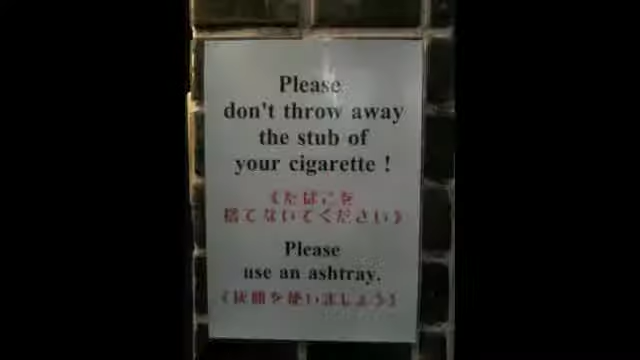 Please
don't throw away
the stub of
your cigarette !
《たばこを
捨てないでください》
Please
use an ashtray.
《灰皿を使いましょう》